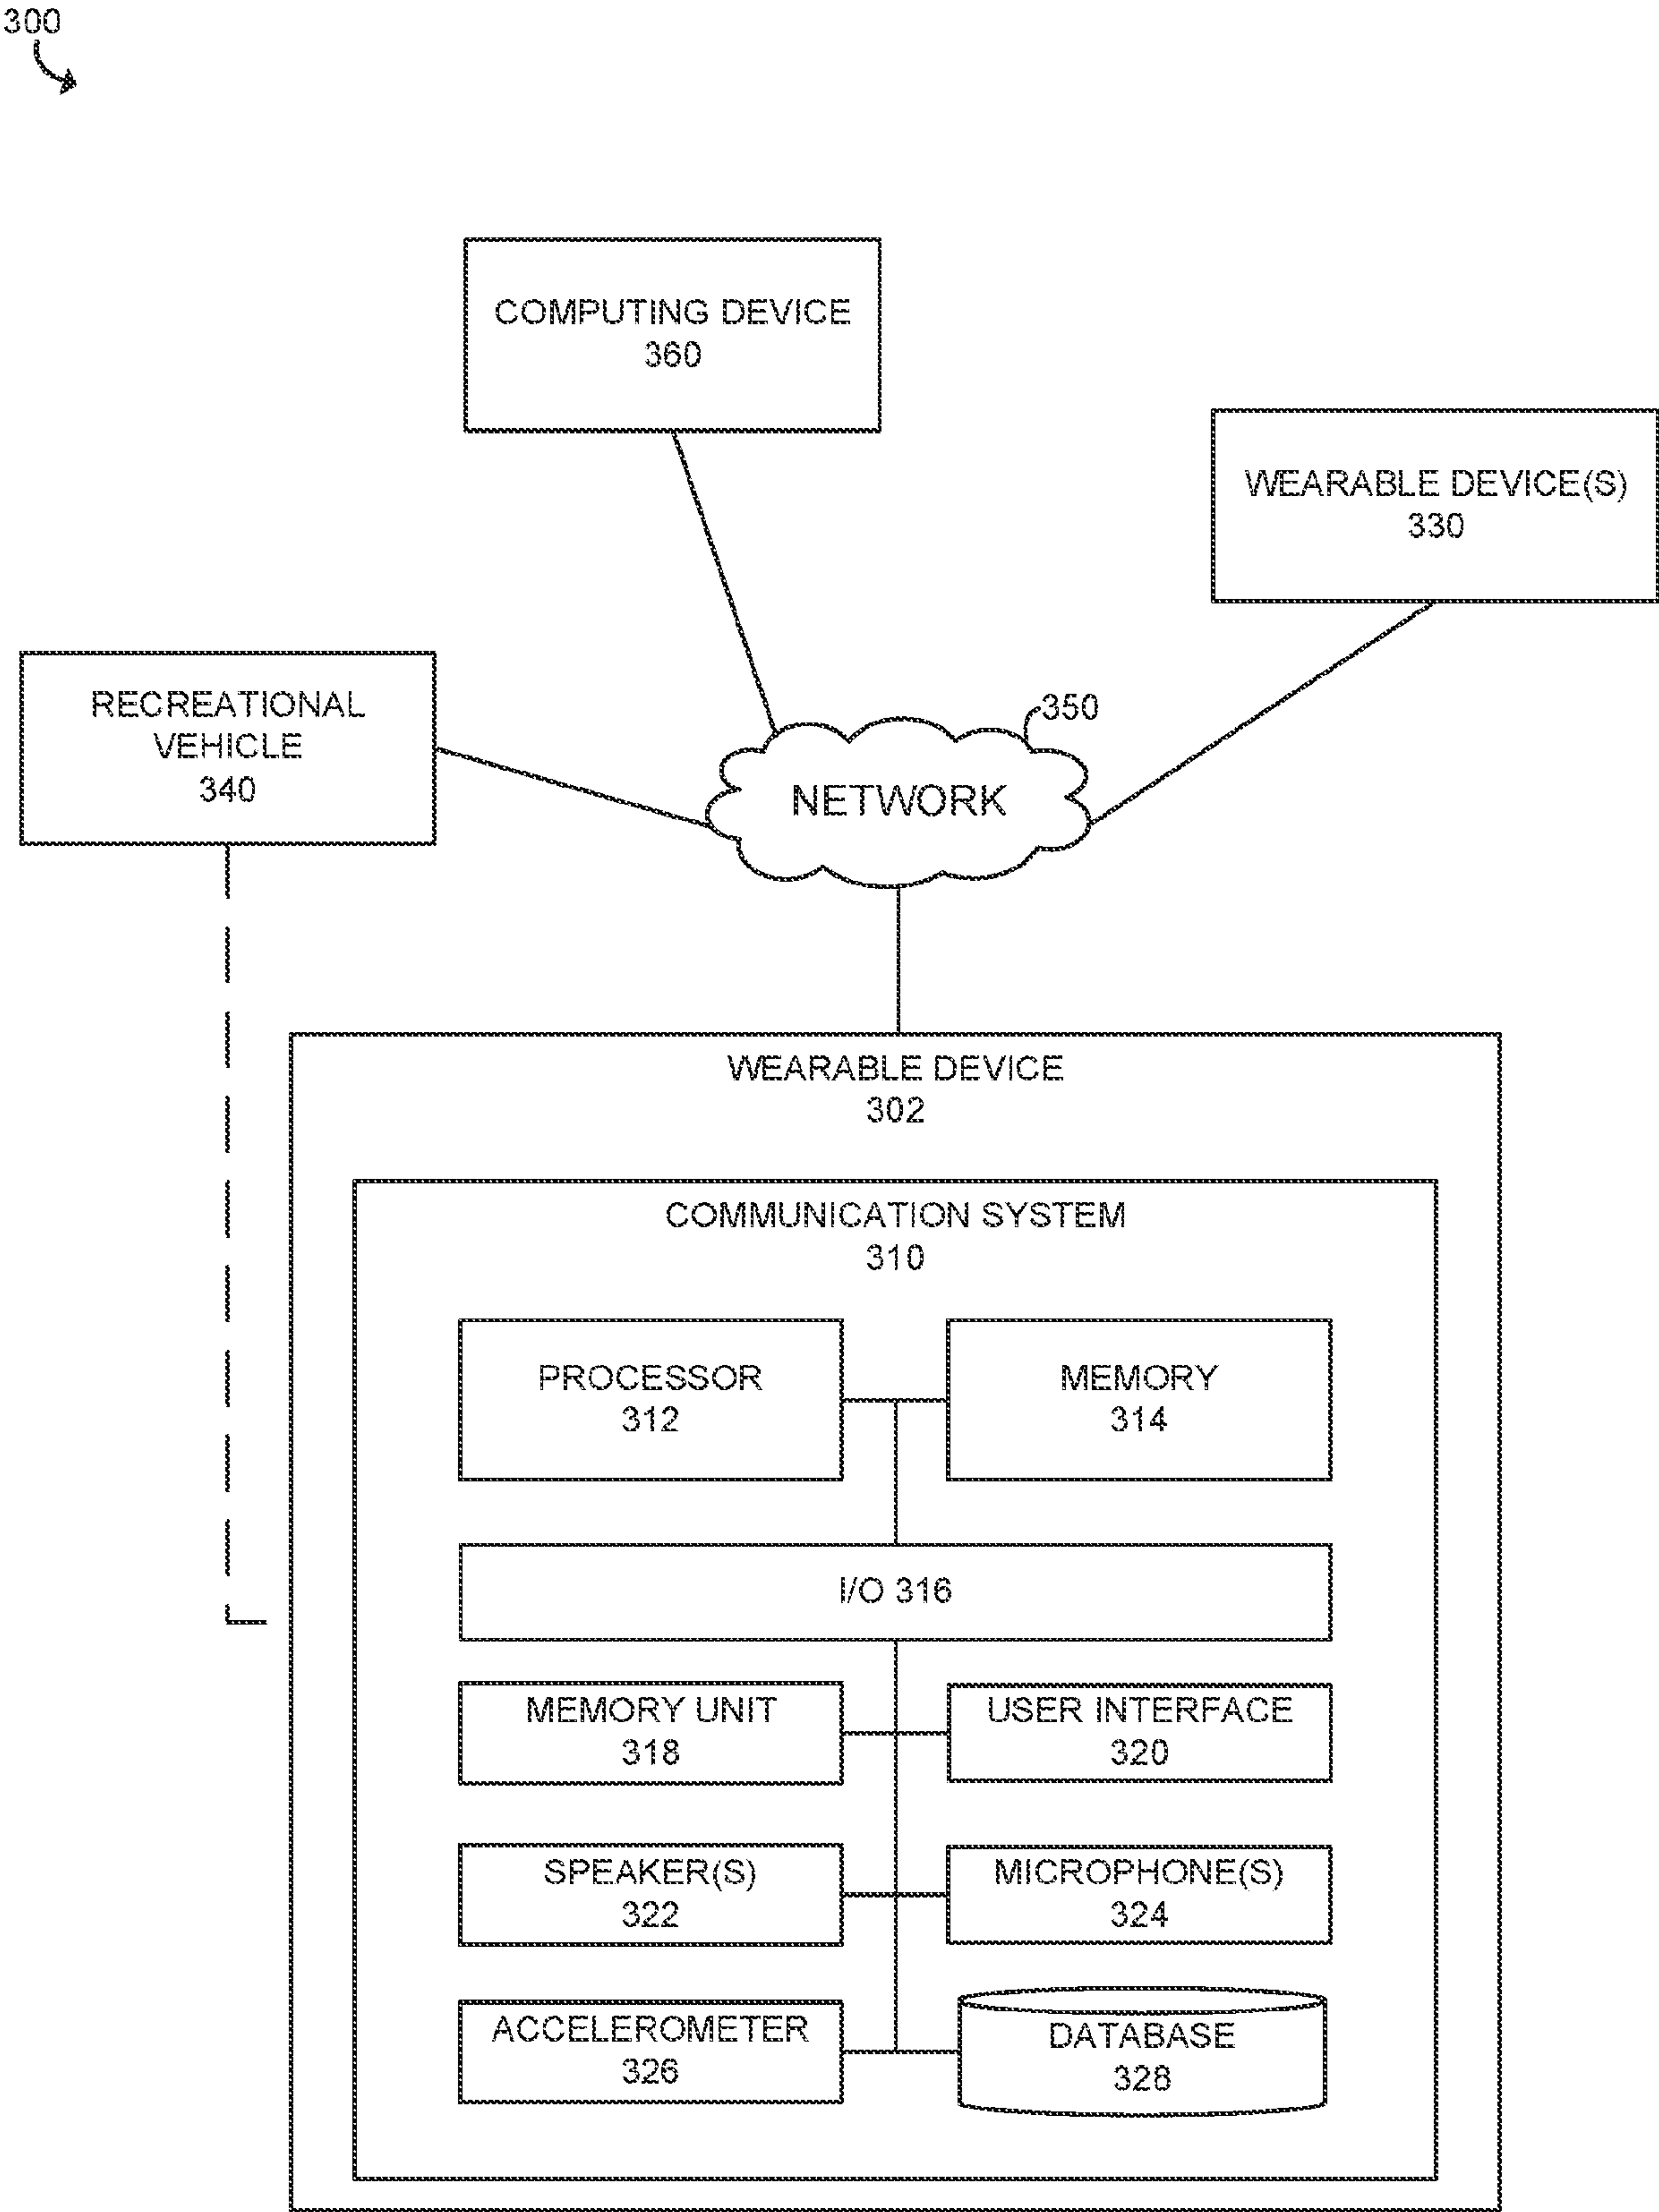 300
COMPUTING DEVICE
360
WEARABLE DEVICE(S)
330
RECREATIONAL
VEHICLE
340
350
NETWORK
WEARABLE DEVICE
302
COMMUNICATION SYSTEM
310
PROCESSOR
312
MEMORY
314
I/O 316
MEMORY UNIT
318
USER INTERFACE
320
SPEAKER(S)
322
MICROPHONE(S)
324
ACCELEROMETER
326
DATABASE
328